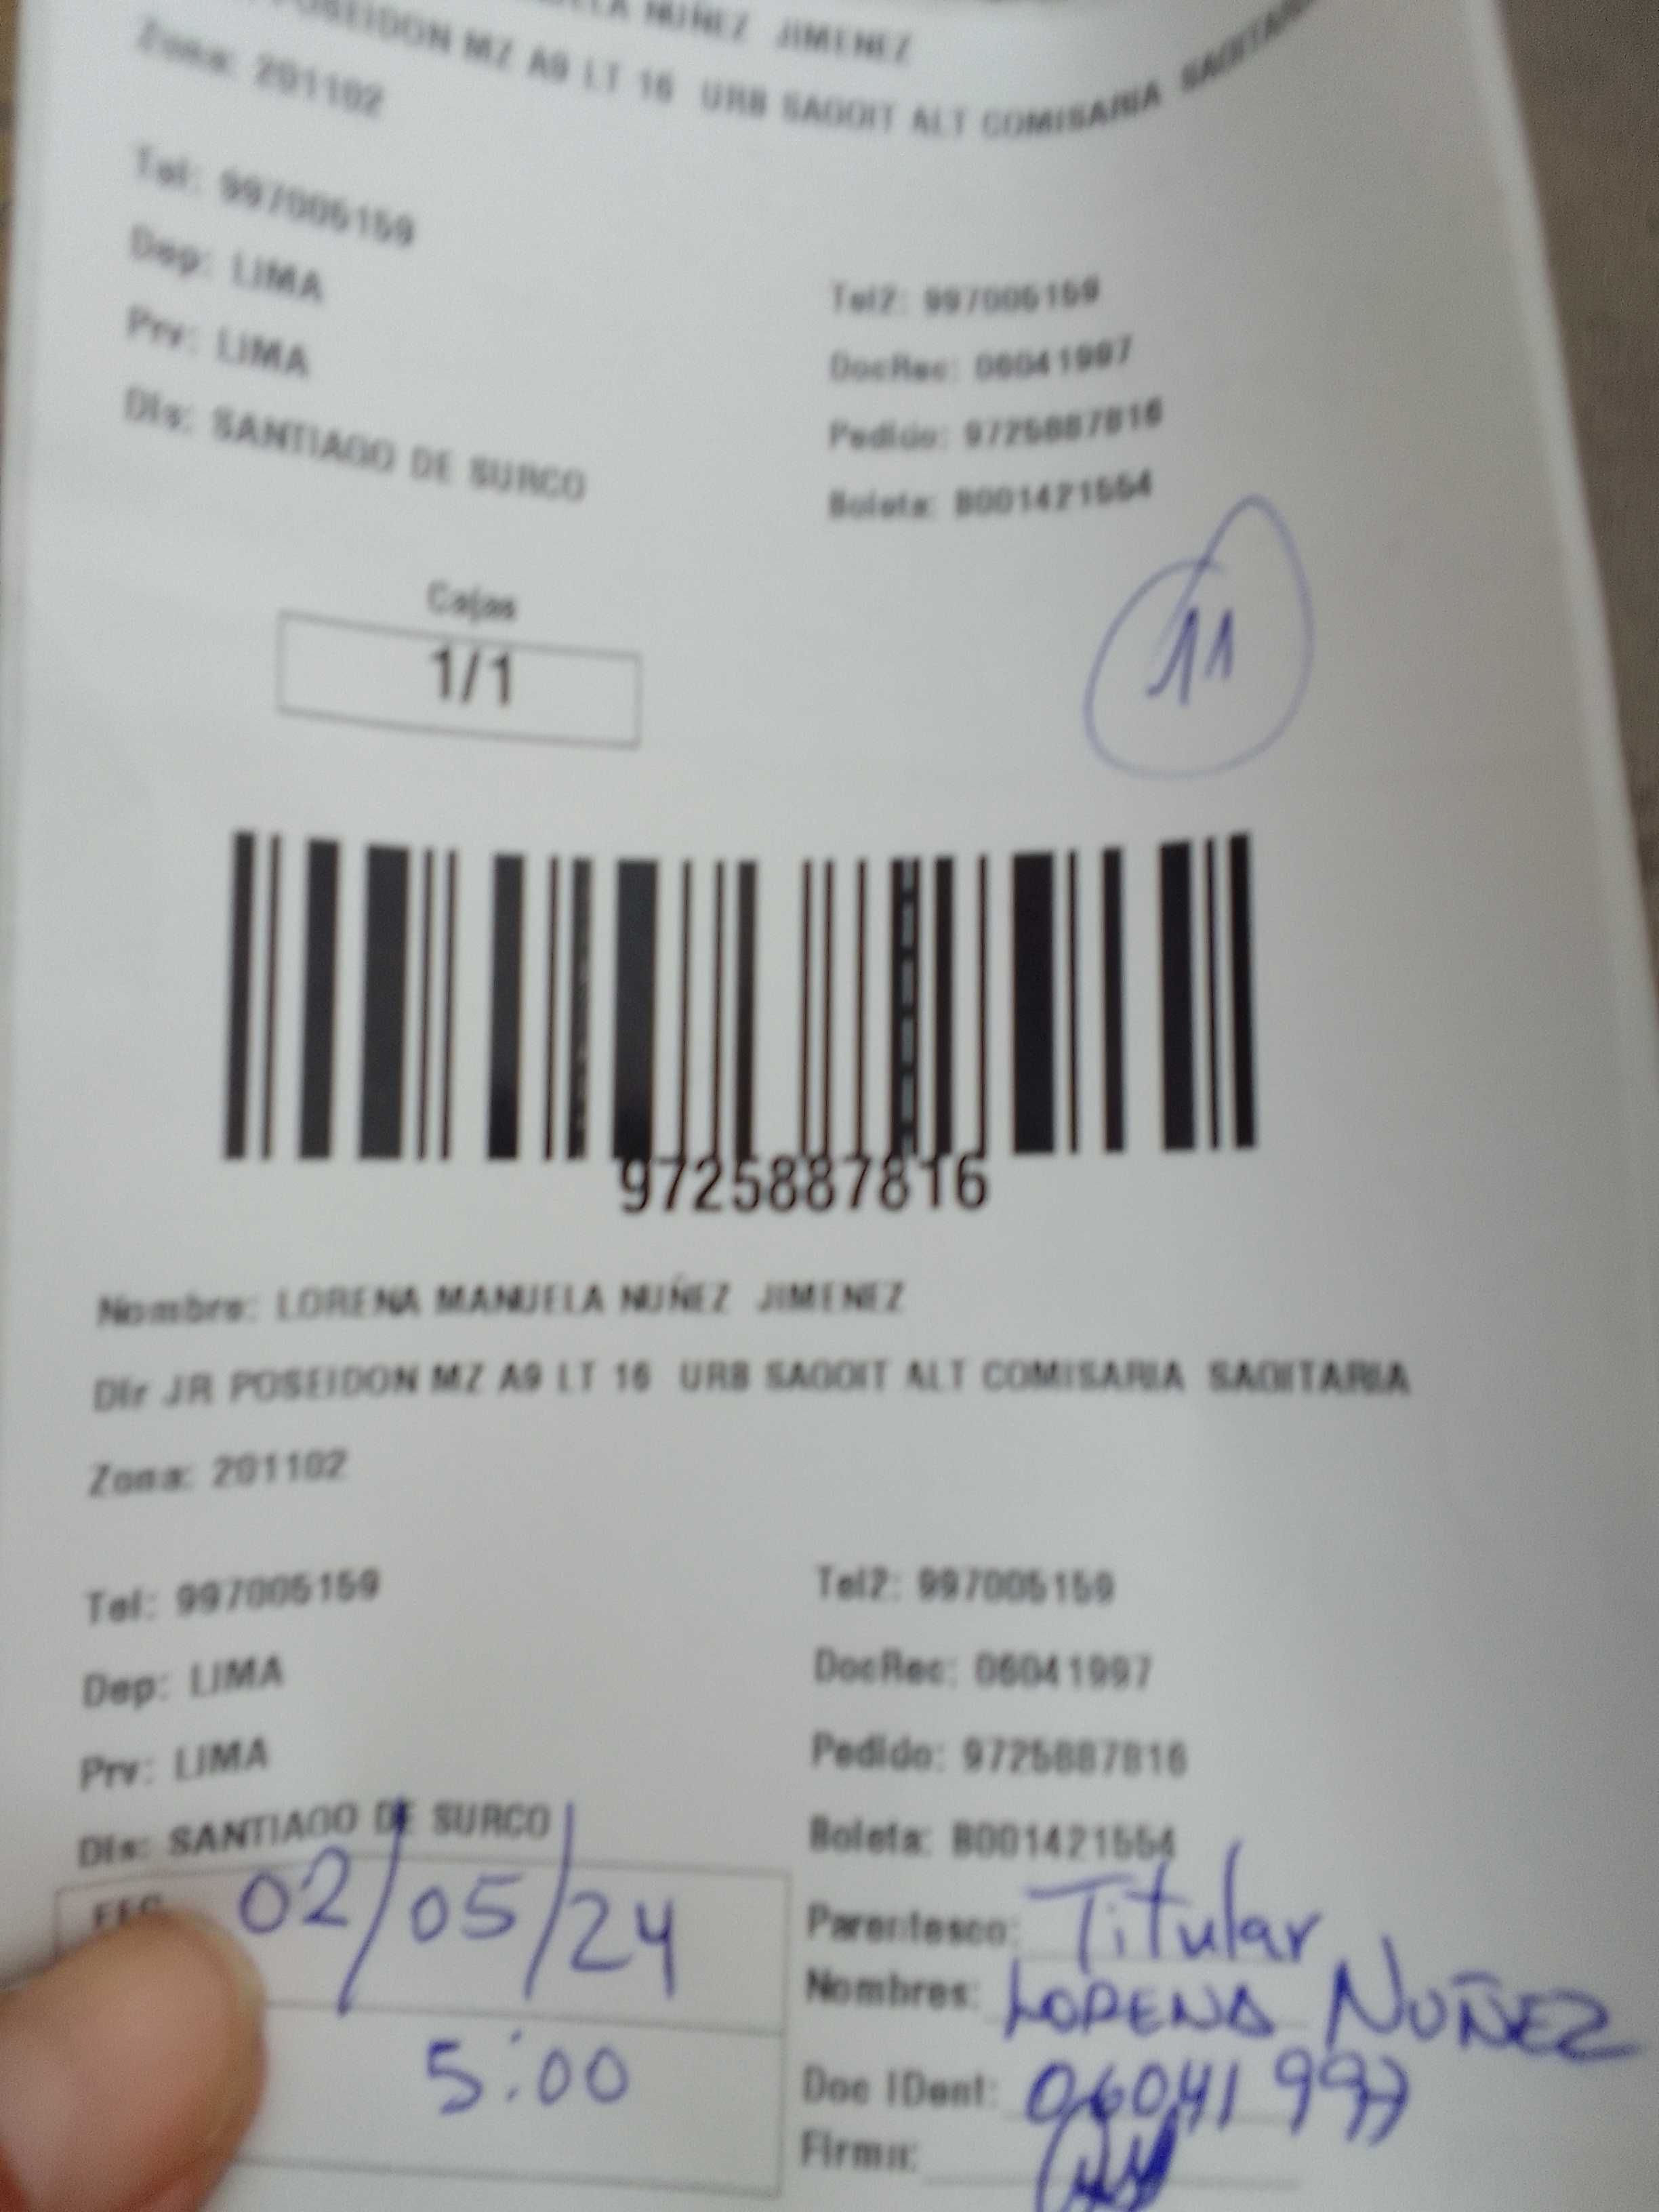 NUÑEZ JIMENEZ
POSEIDON MZ A9 LT 16 URB SAGGIT ALT COMISARIA
Zona: 201102
Tel: 997005159
Dep: LIMA
Tel2: 997005159
Prv: LIMA
DocRec: 06041997
Dis: SANTIAGO DE SURCO
Pedido: 9725887816
Boleta: B001421554
Cajas
1/1
11
9725887816
Nombre: LORENA MANUELA NUÑEZ JIMENEZ
Dir JR POSEIDON MZ A9 LT 16 URB SAGGIT ALT COMISARIA SAGITARIA
Zona: 201102
Tel: 997005159 Tel2: 997005159
Dep: LIMA DocRec: 06041997
Prv: LIMA Pedido: 9725887816
Dis: SANTIAGO DE SURCO Boleta: B001421554
02/05/24 Parentesco: Titular
Nombres: LORENA NUÑEZ
5:00 Doc IDent: 06041997
Firma: